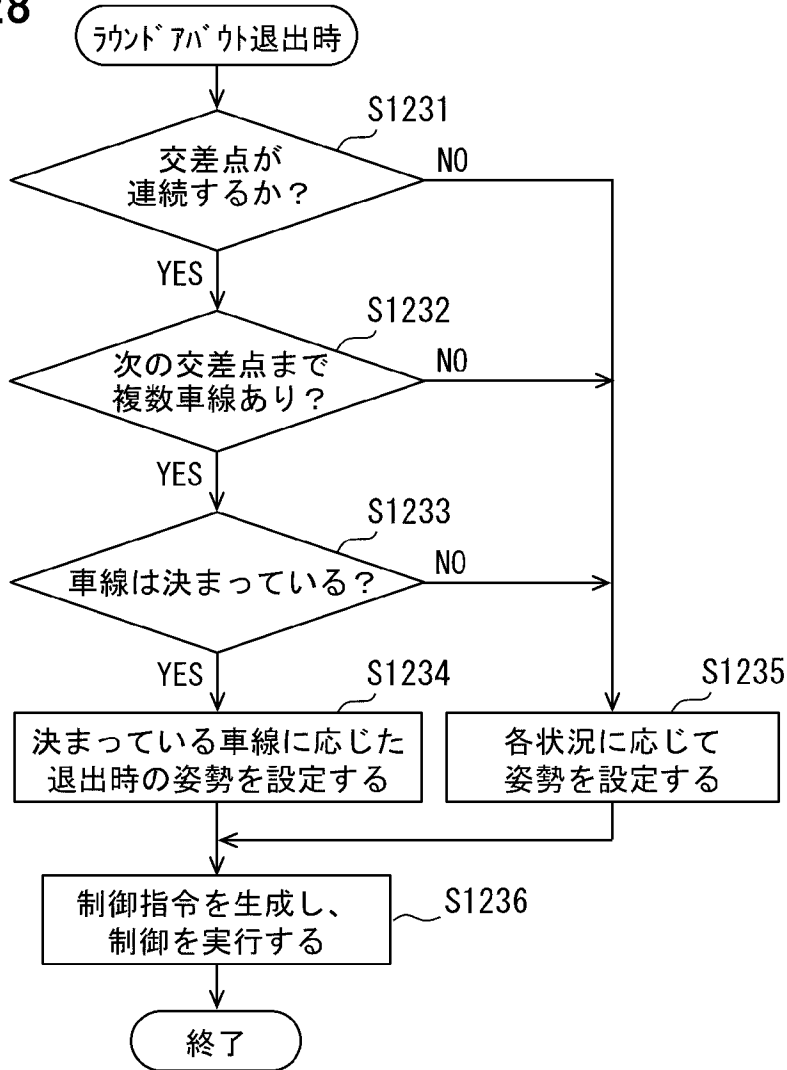 28
ラウンドアバウト退出時
S1231
交差点が
連続するか?
NO
YES
S1232
次の交差点まで
複数車線あり?
NO
YES
S1233
車線は決まっている?
NO
YES
S1234
決まっている車線に応じた
退出時の姿勢を設定する
S1235
各状況に応じて
姿勢を設定する
制御指令を生成し、
制御を実行する
S1236
終了